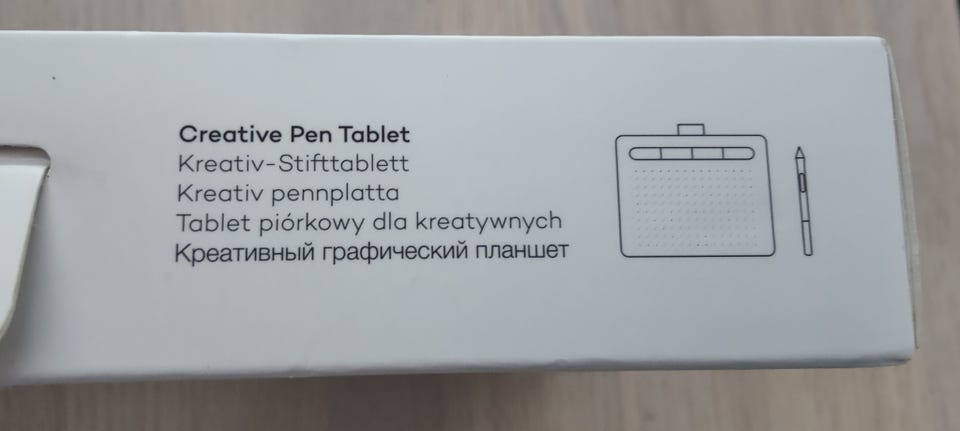 Creative Pen Tablet
Kreativ-Stifttablett
Kreativ pennplatta
Tablet piórkowy dla kreatywnych
Креативный графический планшет